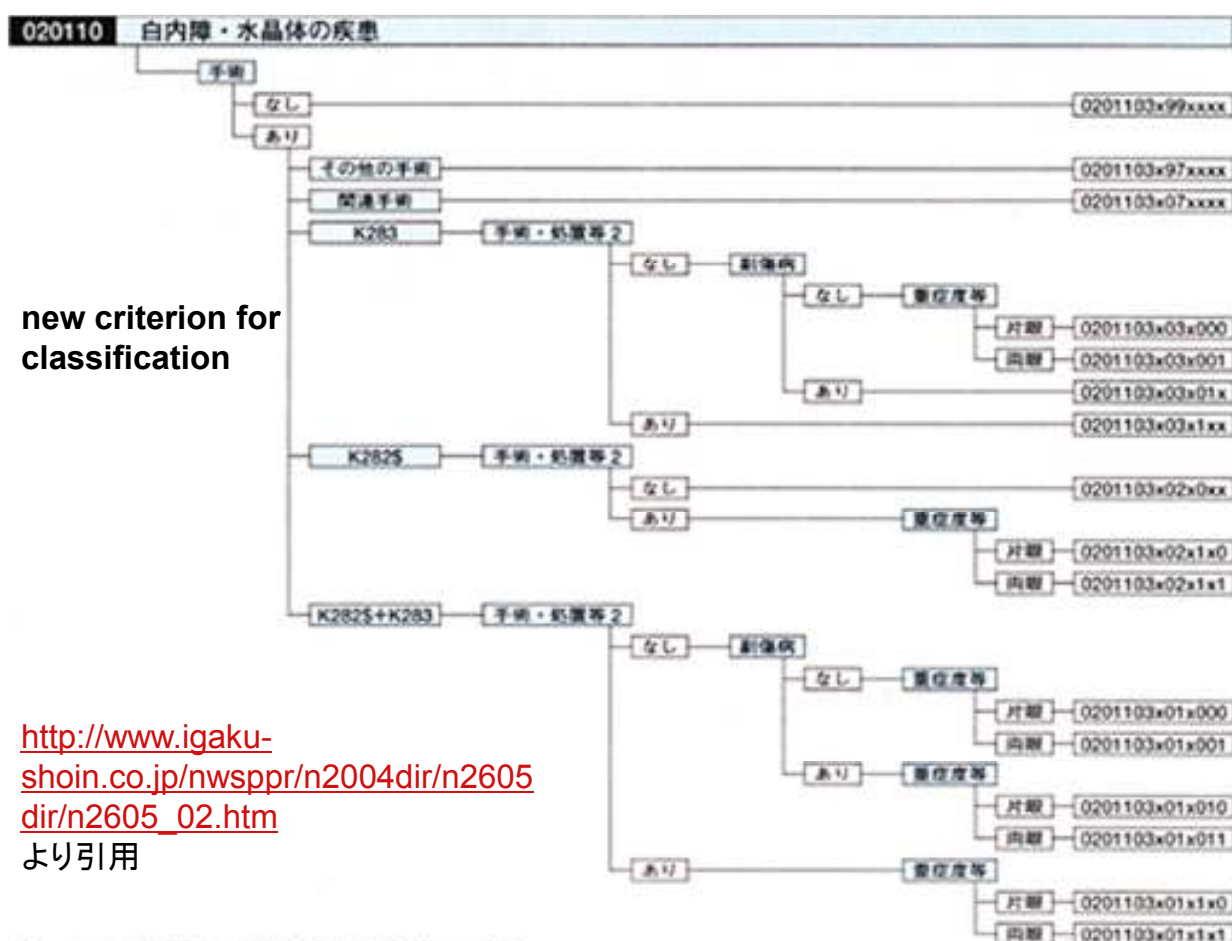 020110 白内障・水晶体の疾患
手術
なし 0201103x99xxxx
あり
その他の手術 0201103x97xxxx
関連手術 0201103x07xxxx
K283 手術・処置等2
なし 副傷病
なし 重症度等
片眼 0201103x03x000
両眼 0201103x03x001
あり 0201103x03x01x
あり 0201103x03x1xx
new criterion for
classification
K282$ 手術・処置等2
なし 0201103x02x0xx
あり 重症度等
片眼 0201103x02x1x0
両眼 0201103x02x1x1
K282$+K283 手術・処置等2
なし 副傷病
なし 重症度等
片眼 0201103x01x000
両眼 0201103x01x001
あり 重症度等
片眼 0201103x01x010
両眼 0201103x01x011
あり 重症度等
片眼 0201103x01x1x0
両眼 0201103x01x1x1
http://www.igaku-
shoin.co.jp/nwsppr/n2004dir/n2605
dir/n2605_02.htm
より引用